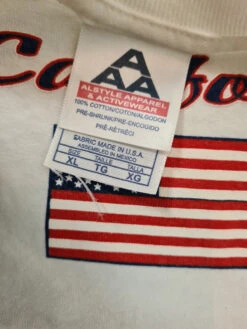 Califo
AAA
ALSTYLE APPAREL
& ACTIVEWEAR
100% COTTON/COTON/ALGODON
PRE-SHRUNK/PRE-ENCOGIDO
PRÉ-RÉTRÉCI
FABRIC MADE IN U.S.A.
ASSEMBLED IN MEXICO
SIZE TAILLE TALLA
XL TG XG